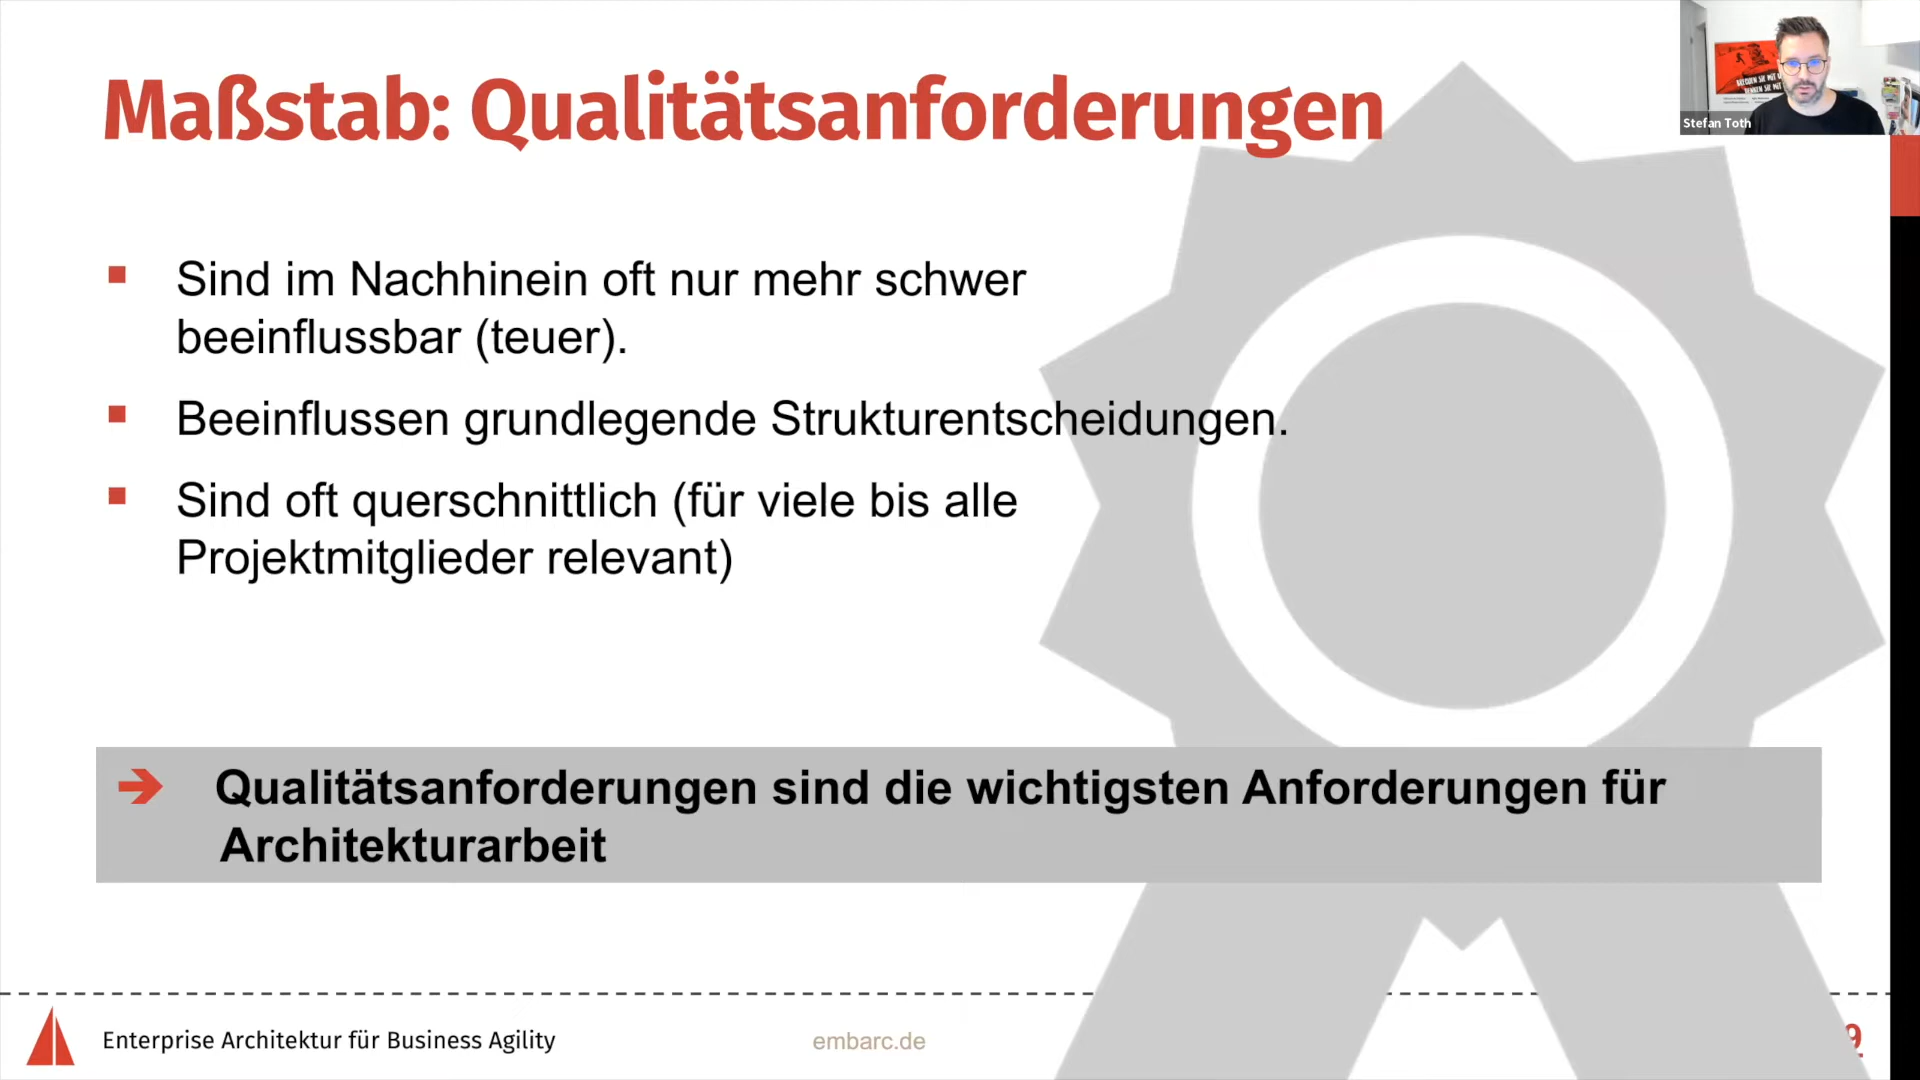 Maßstab: Qualitätsanforderungen
Stefan Toth
Sind im Nachhinein oft nur mehr schwer
beeinflussbar (teuer).
Beeinflussen grundlegende Strukturentscheidungen.
Sind oft querschnittlich (für viele bis alle
Projektmitglieder relevant)
Qualitätsanforderungen sind die wichtigsten Anforderungen für
Architekturarbeit
Enterprise Architektur für Business Agility
embarc.de
9